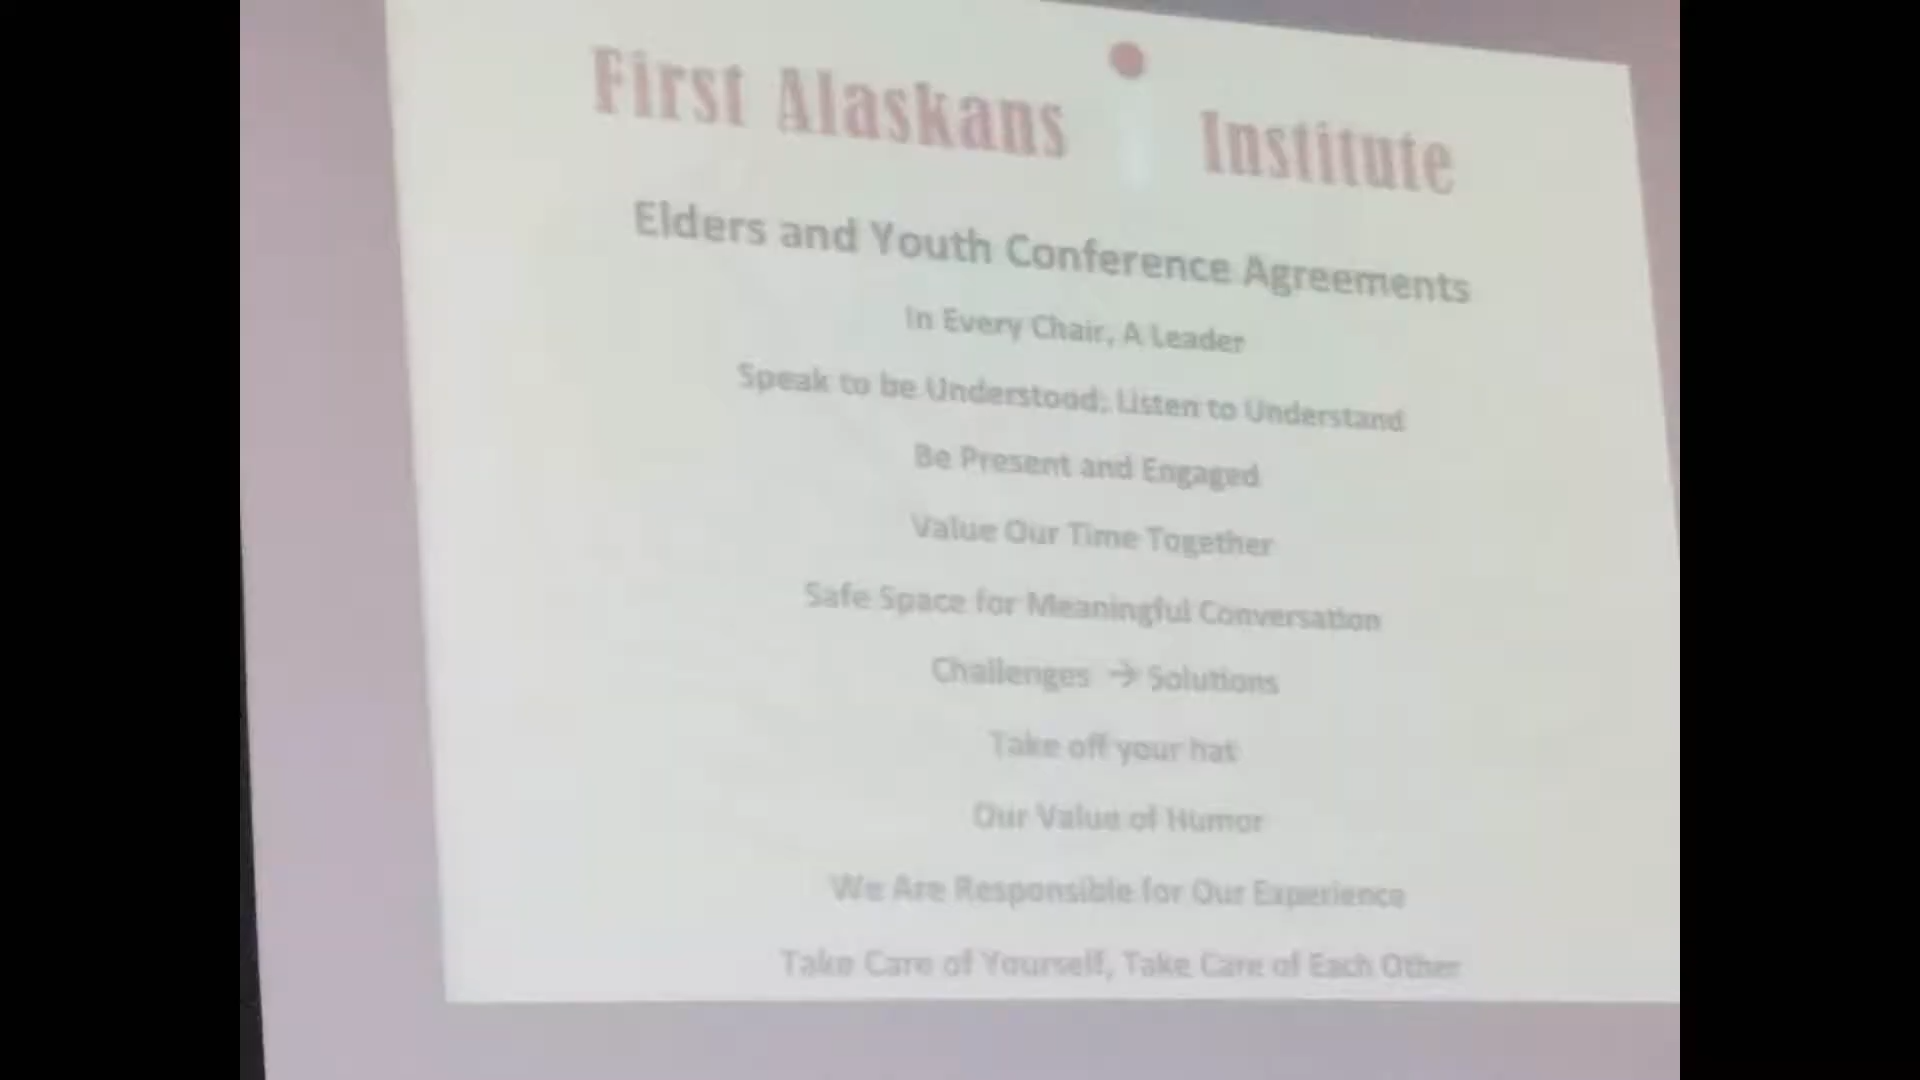 First Alaskans Institute
Elders and Youth Conference Agreements
In Every Chair, A Leader
Speak to be Understood; Listen to Understand
Be Present and Engaged
Value Our Time Together
Safe Space for Meaningful Conversation
Challenges → Solutions
Take off your hat
Our Value of Humor
We Are Responsible for Our Experience
Take Care of Yourself, Take Care of Each Other